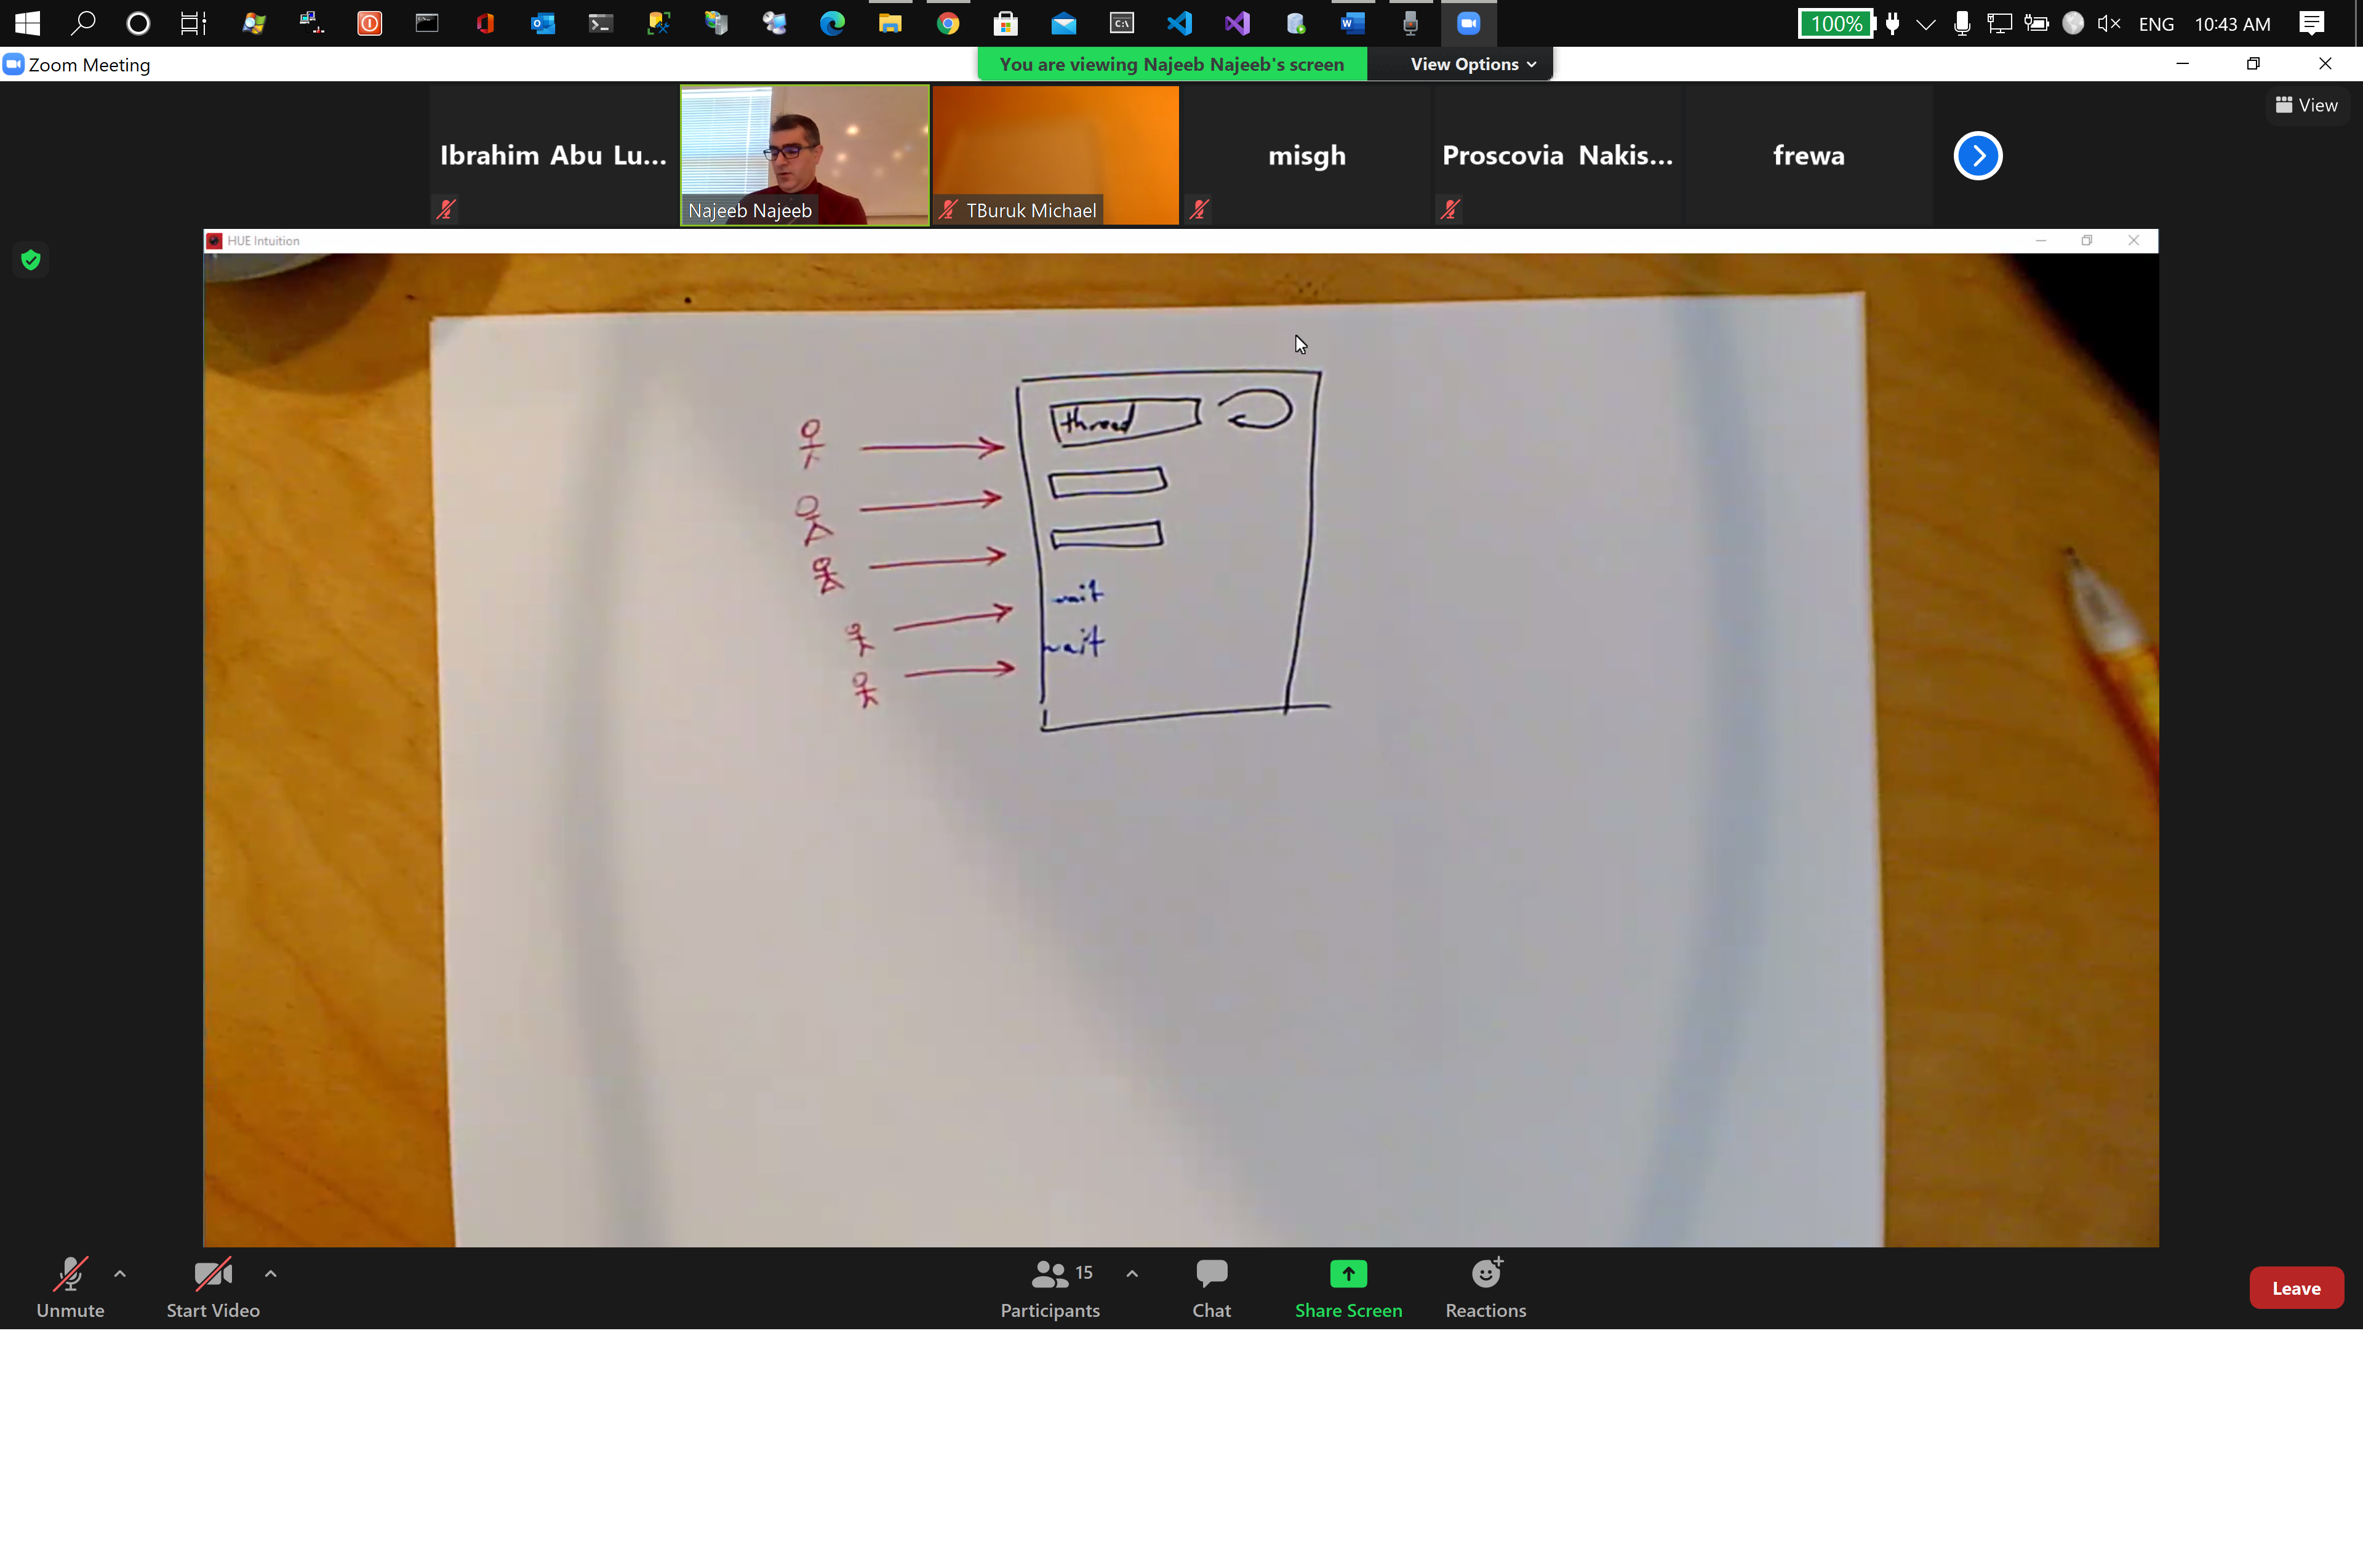 100%
ENG
10:43 AM
Zoom Meeting
You are viewing Najeeb Najeeb's screen
View Options
View
Ibrahim Abu Lu...
Najeeb Najeeb
TBuruk Michael
misgh
Proscovia Nakis...
frewa
HUE Intuition
thread
wait
wait
Unmute
Start Video
15
Participants
Chat
Share Screen
Reactions
Leave